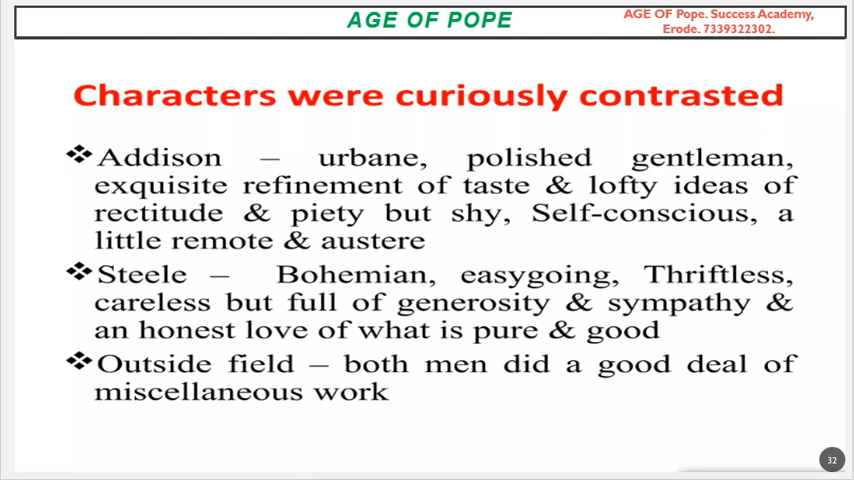 AGE OF POPE
AGE OF Pope. Success Academy,
Erode. 7339322302.
Characters were curiously contrasted
❖Addison – urbane, polished gentleman,
exquisite refinement of taste & lofty ideas of
rectitude & piety but shy, Self-conscious, a
little remote & austere
❖Steele – Bohemian, easygoing, Thriftless,
careless but full of generosity & sympathy &
an honest love of what is pure & good
❖Outside field – both men did a good deal of
miscellaneous work
32